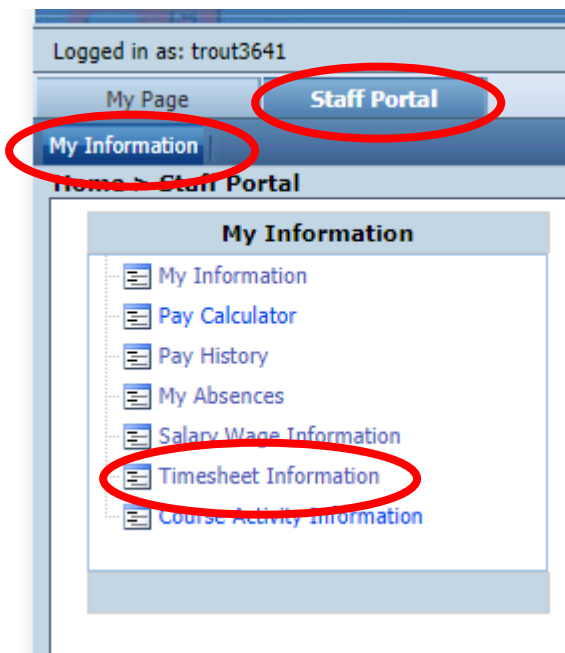 Logged in as: trout3641
My Page Staff Portal
My Information
Home > Staff Portal
My Information
My Information
Pay Calculator
Pay History
My Absences
Salary Wage Information
Timesheet Information
Course Activity Information